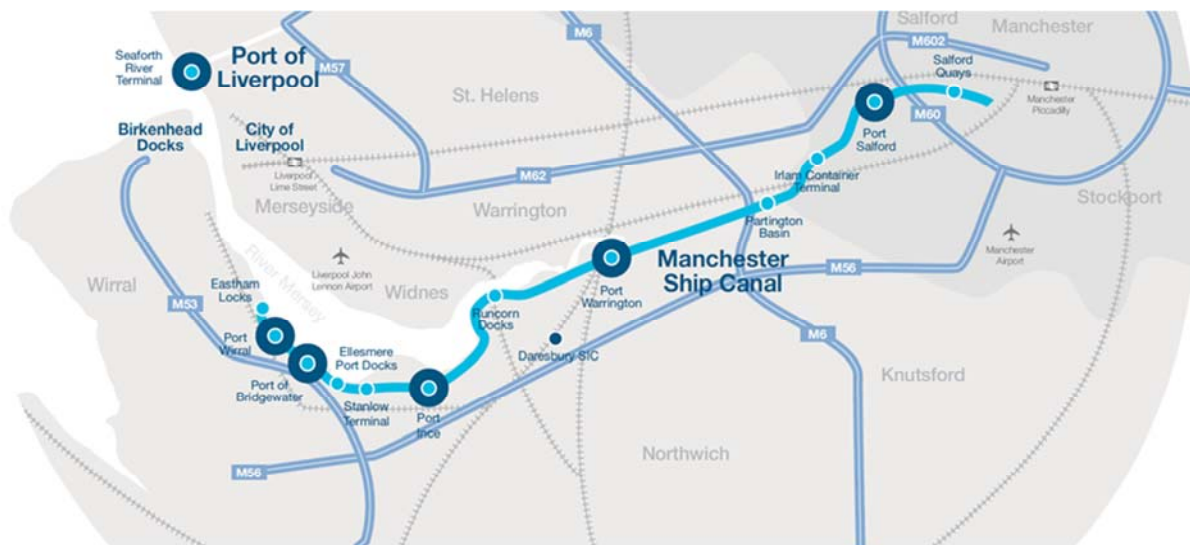 Salford
Manchester
M6
M602
Seaforth
River
Terminal
Port of
Liverpool
M57
Salford
Quays
St. Helens
Manchester
Piccadilly
M60
Birkenhead
Docks
City of
Liverpool
Port
Salford
Liverpool
Lime Street
M62
Irlam Container
Terminal
Stockport
Merseyside
Warrington
Partington
Basin
Manchester
Airport
River Mersey
Liverpool John
Lennon Airport
Manchester
Ship Canal
M56
Wirral
Eastham
Locks
Widnes
Port
Warrington
M53
Runcorn
Docks
Port
Wirral
Ellesmere
Port Docks
Daresbury SIC
M6
Port of
Bridgewater
Stanlow
Terminal
Port
Ince
Knutsford
Northwich
M56